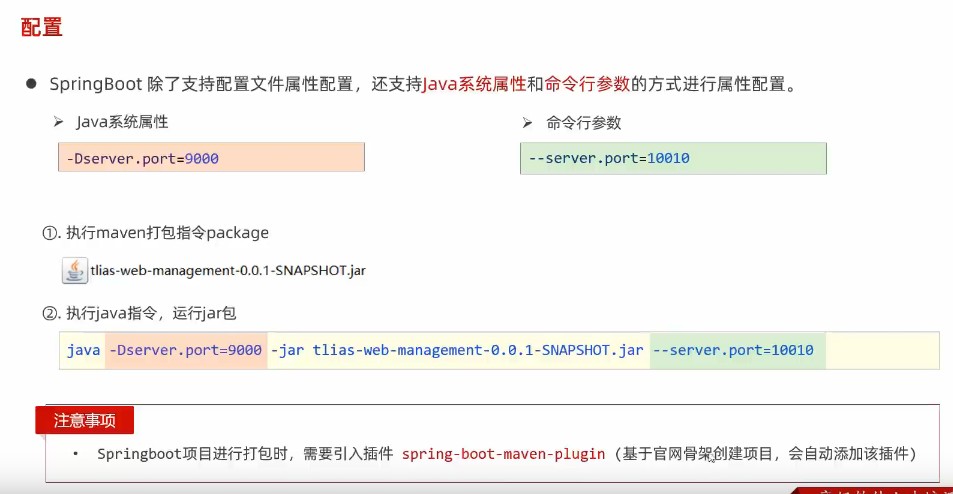 配置
● SpringBoot 除了支持配置文件属性配置，还支持Java系统属性和命令行参数的方式进行属性配置。
➢ Java系统属性
➢ 命令行参数
-Dserver.port=9000
--server.port=10010
①. 执行maven打包指令package
tlias-web-management-0.0.1-SNAPSHOT.jar
②. 执行java指令，运行jar包
java -Dserver.port=9000 -jar tlias-web-management-0.0.1-SNAPSHOT.jar --server.port=10010
注意事项
• Springboot项目进行打包时，需要引入插件 spring-boot-maven-plugin (基于官网骨架创建项目，会自动添加该插件)